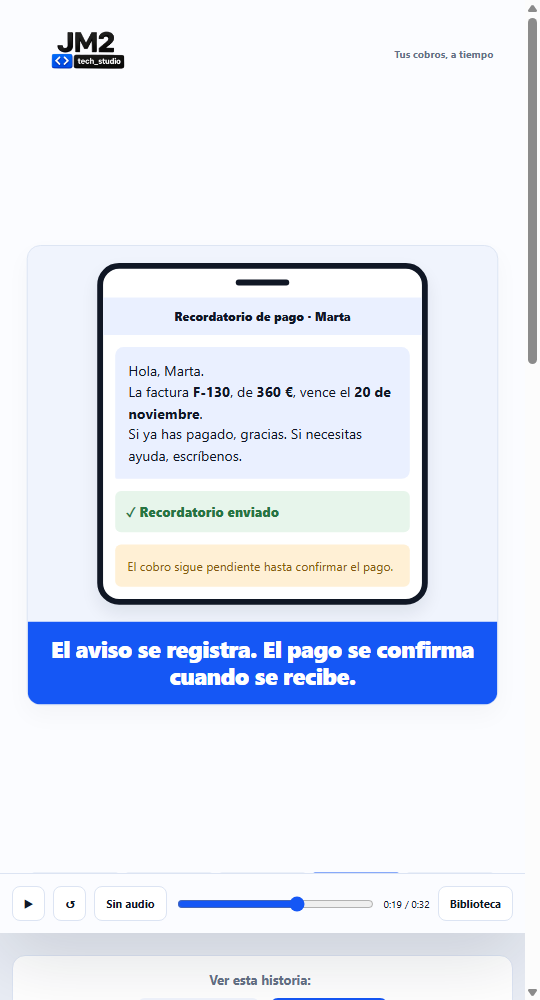 JM2
<> tech_studio
Tus cobros, a tiempo
Recordatorio de pago · Marta
Hola, Marta.
La factura F-130, de 360 €, vence el 20 de
noviembre.
Si ya has pagado, gracias. Si necesitas
ayuda, escríbenos.
✓ Recordatorio enviado
El cobro sigue pendiente hasta confirmar el pago.
El aviso se registra. El pago se confirma
cuando se recibe.
▶ ↺ Sin audio 0:19 / 0:32 Biblioteca
Ver esta historia: